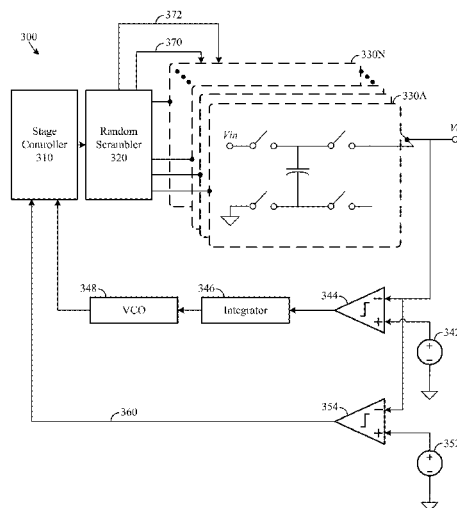 300
372
370
330N
330A
Stage
Controller
310
Random
Scrambler
320
Vin
348
VCO
346
Integrator
344
342
354
360